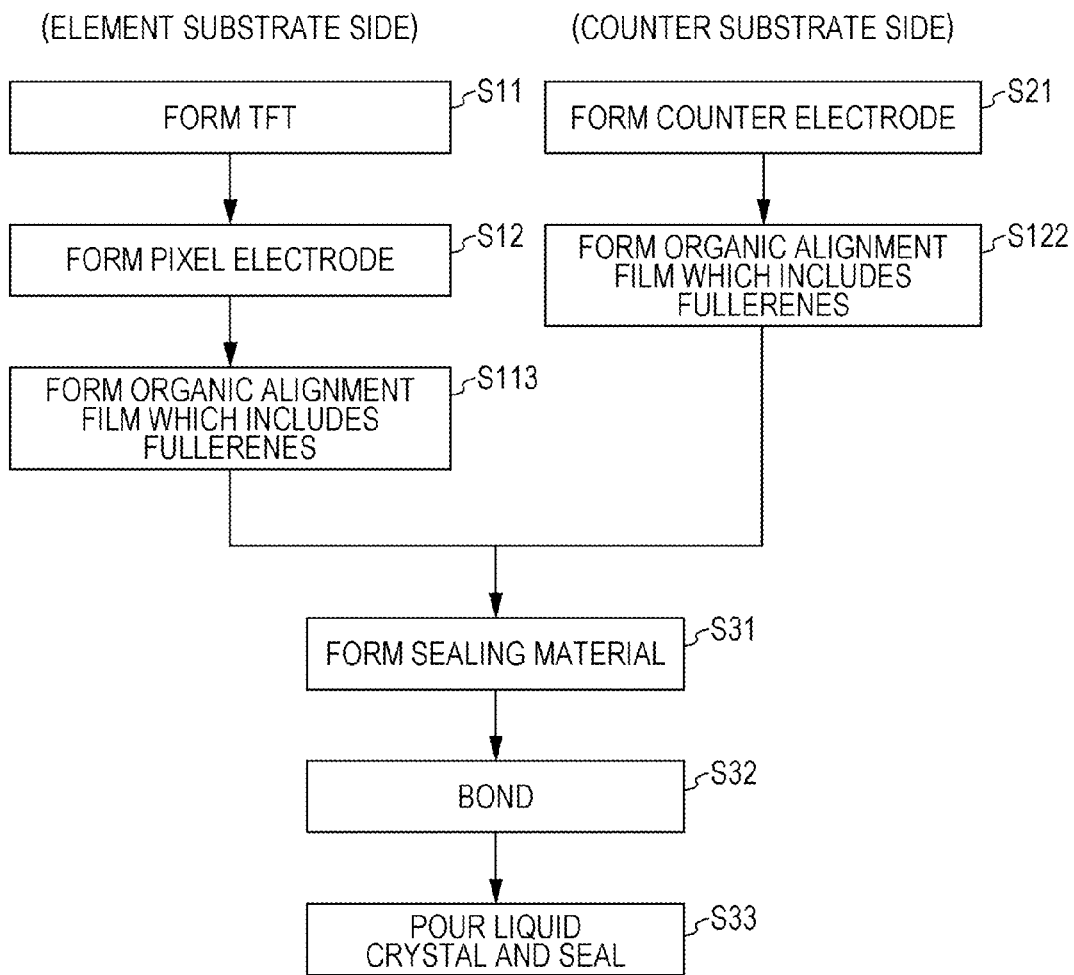 (ELEMENT SUBSTRATE SIDE)
(COUNTER SUBSTRATE SIDE)
S11
FORM TFT
S21
FORM COUNTER ELECTRODE
S12
FORM PIXEL ELECTRODE
S122
FORM ORGANIC ALIGNMENT
FILM WHICH INCLUDES
FULLERENES
S113
FORM ORGANIC ALIGNMENT
FILM WHICH INCLUDES
FULLERENES
S31
FORM SEALING MATERIAL
S32
BOND
S33
POUR LIQUID
CRYSTAL AND SEAL